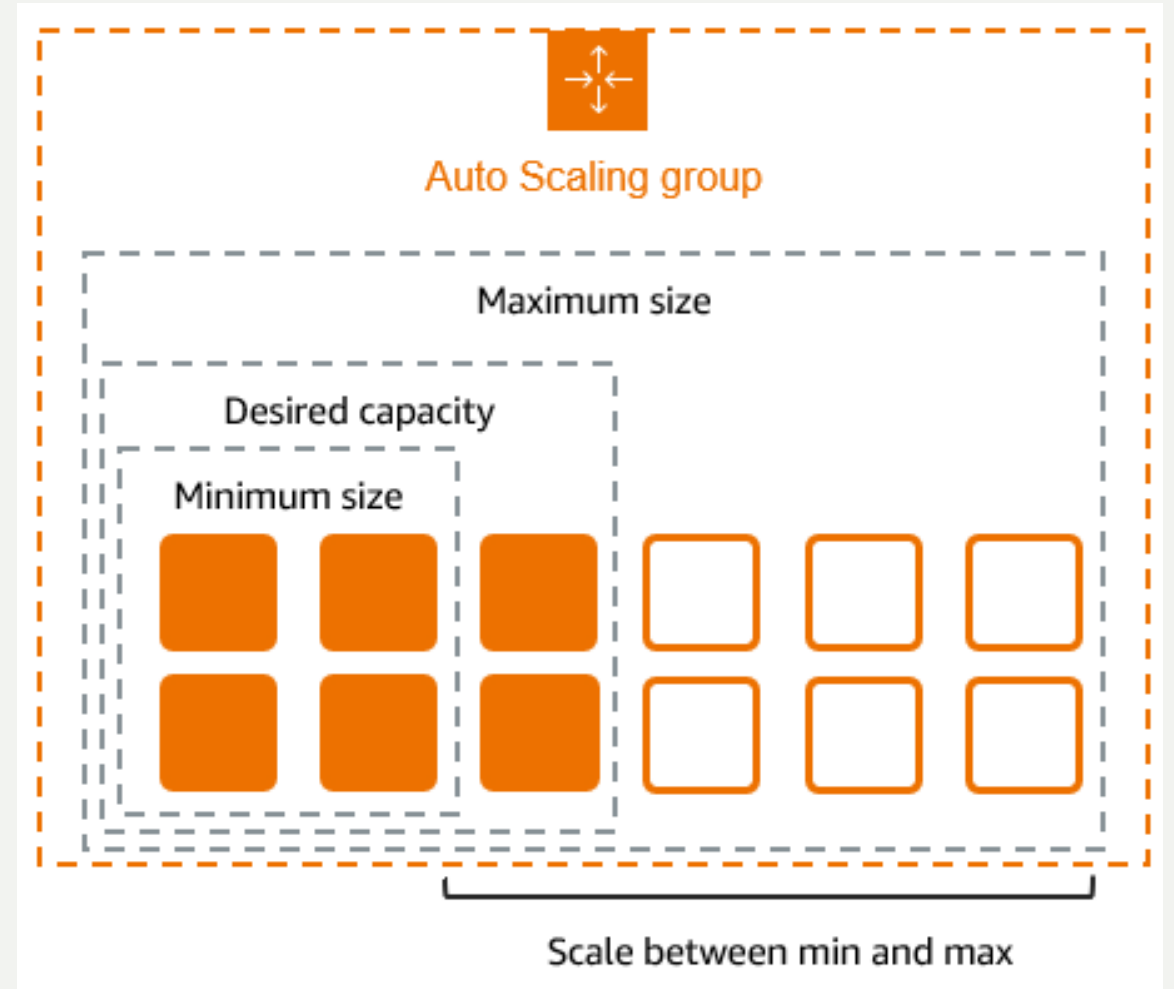 Auto Scaling group
Maximum size
Desired capacity
Minimum size
Scale between min and max